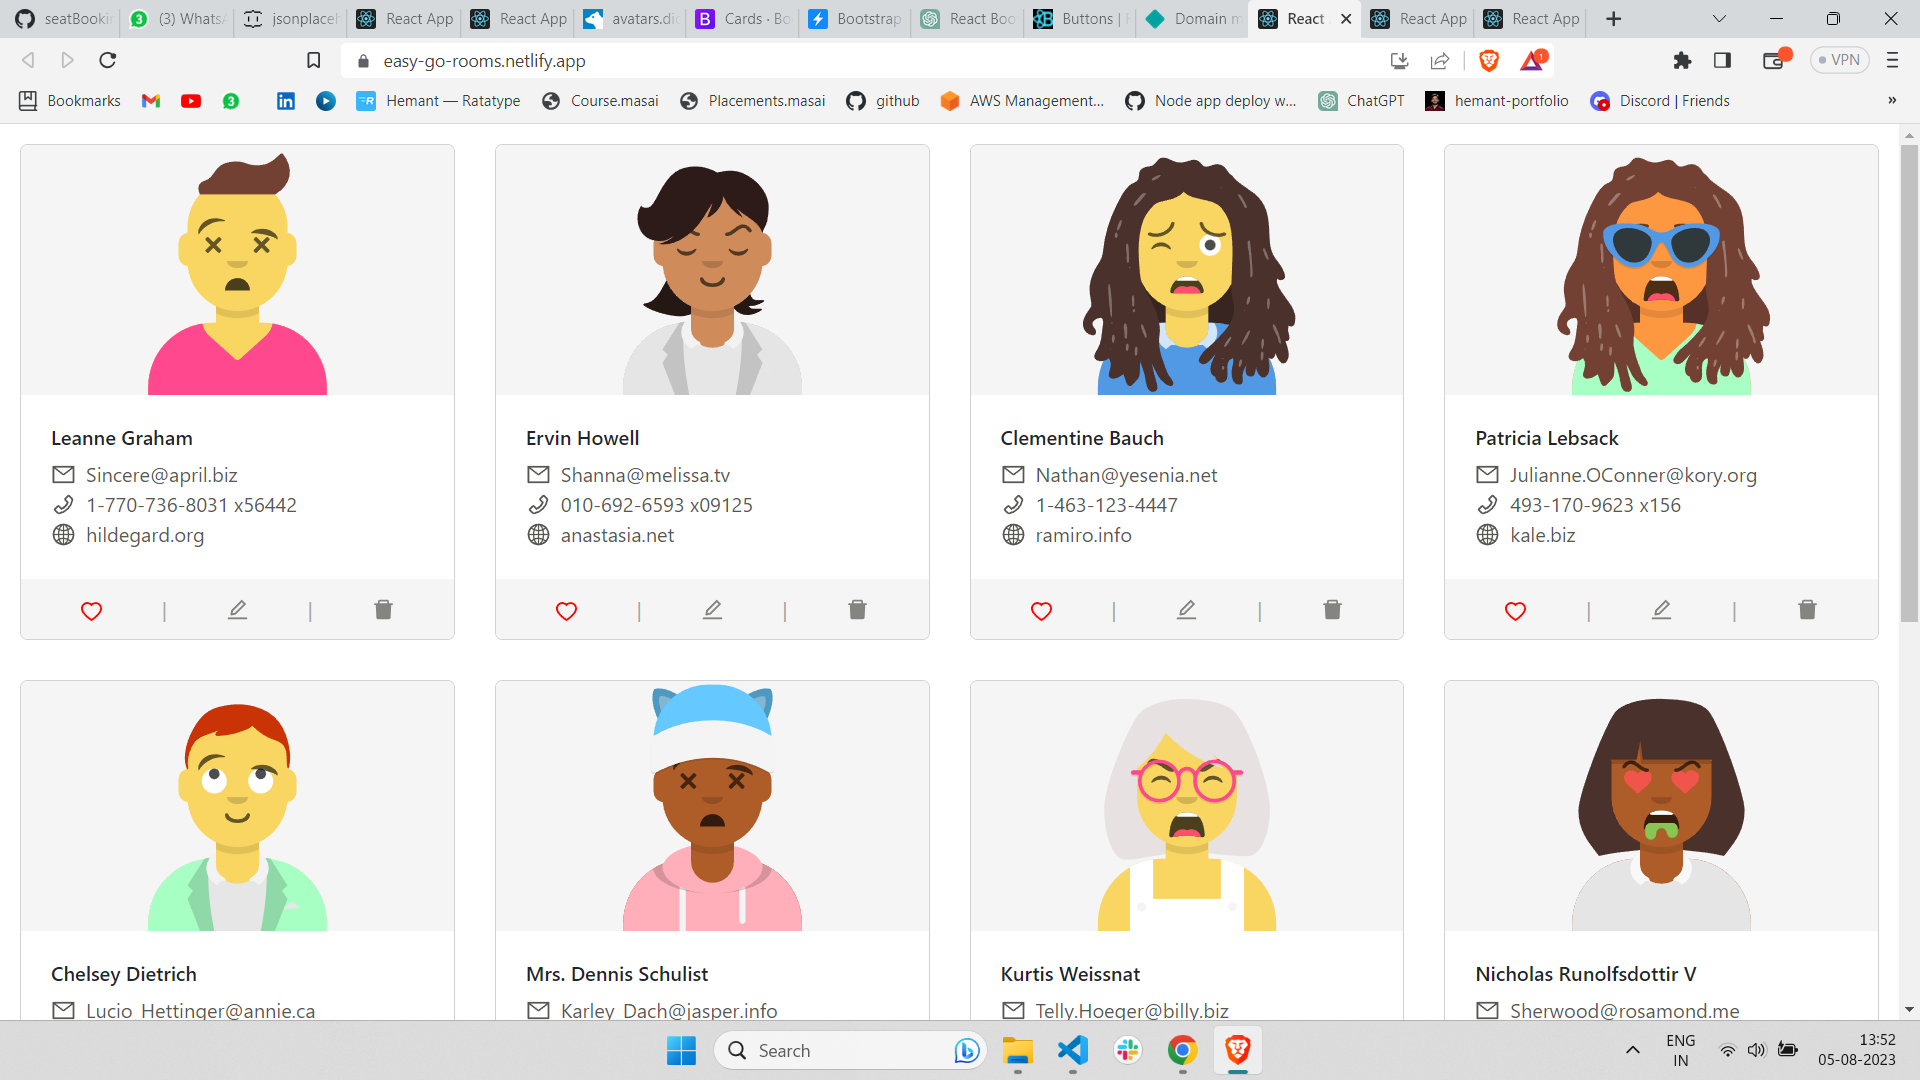 seatBookin (3) WhatsA jsonplaceh React App React App avatars.dic Cards · Bo Bootstrap React Boo Buttons | R Domain m React React App React App
easy-go-rooms.netlify.app 1 VPN
Bookmarks 3 Hemant — Ratatype Course.masai Placements.masai github AWS Management... Node app deploy w... ChatGPT hemant-portfolio Discord | Friends »
Leanne Graham
Sincere@april.biz
1-770-736-8031 x56442
hildegard.org
| |
Ervin Howell
Shanna@melissa.tv
010-692-6593 x09125
anastasia.net
| |
Clementine Bauch
Nathan@yesenia.net
1-463-123-4447
ramiro.info
| |
Patricia Lebsack
Julianne.OConner@kory.org
493-170-9623 x156
kale.biz
| |
Chelsey Dietrich
Lucio_Hettinger@annie.ca
Mrs. Dennis Schulist
Karley_Dach@jasper.info
Kurtis Weissnat
Telly.Hoeger@billy.biz
Nicholas Runolfsdottir V
Sherwood@rosamond.me
Search
ENG
IN
13:52
05-08-2023